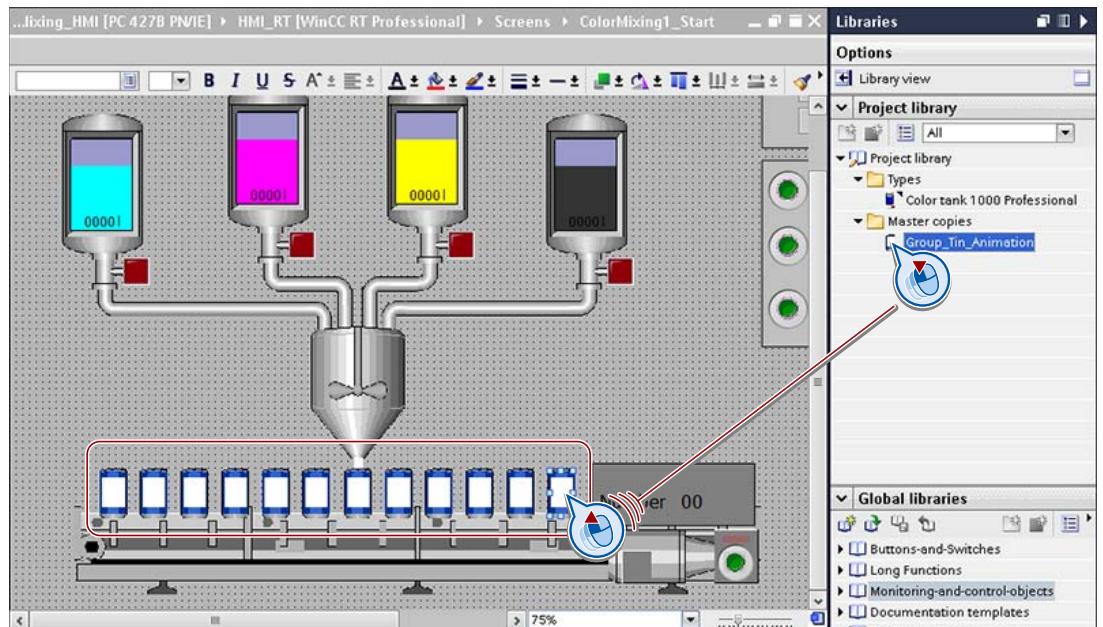 ...lixing_HMI [PC 427B PN/IE] ▸ HMI_RT [WinCC RT Professional] ▸ Screens ▸ ColorMixing1_Start
Libraries
Options
B I U S A
A
Library view
Project library
All
Project library
Types
Color tank 1000 Professional
Master copies
Group_Tin_Animation
00001
00001
00001
00001
00
Global libraries
Buttons-and-Switches
Long Functions
Monitoring-and-control-objects
Documentation templates
75%